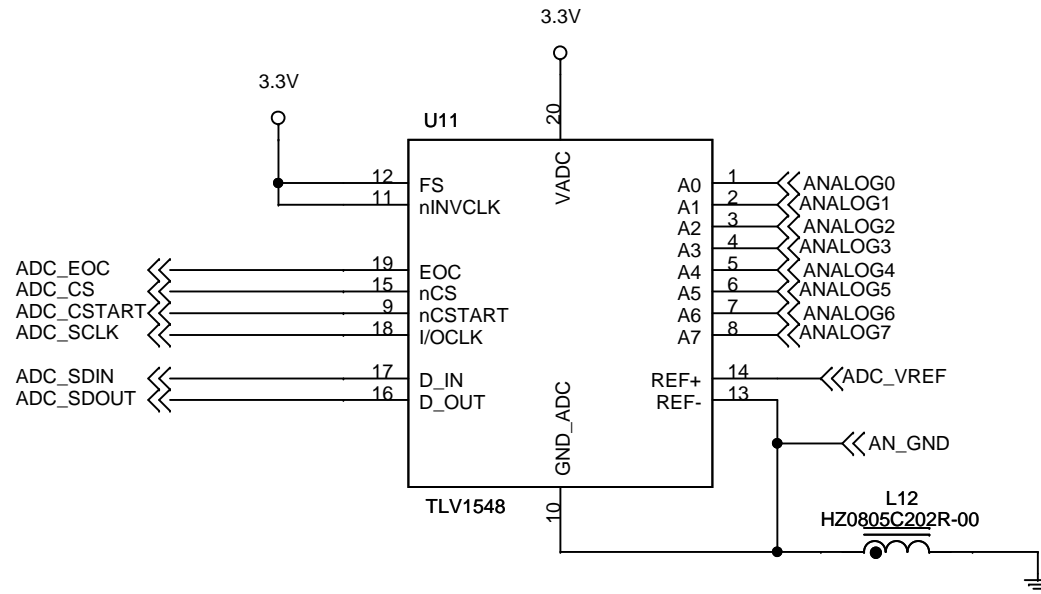 3.3V
3.3V
U11
20
VADC
12 FS
11 nINVCLK
ADC_EOC 19 EOC
ADC_CS 15 nCS
ADC_CSTART 9 nCSTART
ADC_SCLK 18 I/OCLK
ADC_SDIN 17 D_IN
ADC_SDOUT 16 D_OUT
A0 1 ANALOG0
A1 2 ANALOG1
A2 3 ANALOG2
A3 4 ANALOG3
A4 5 ANALOG4
A5 6 ANALOG5
A6 7 ANALOG6
A7 8 ANALOG7
REF+ 14 ADC_VREF
REF- 13
GND_ADC
AN_GND
TLV1548
10
L12
HZ0805C202R-00